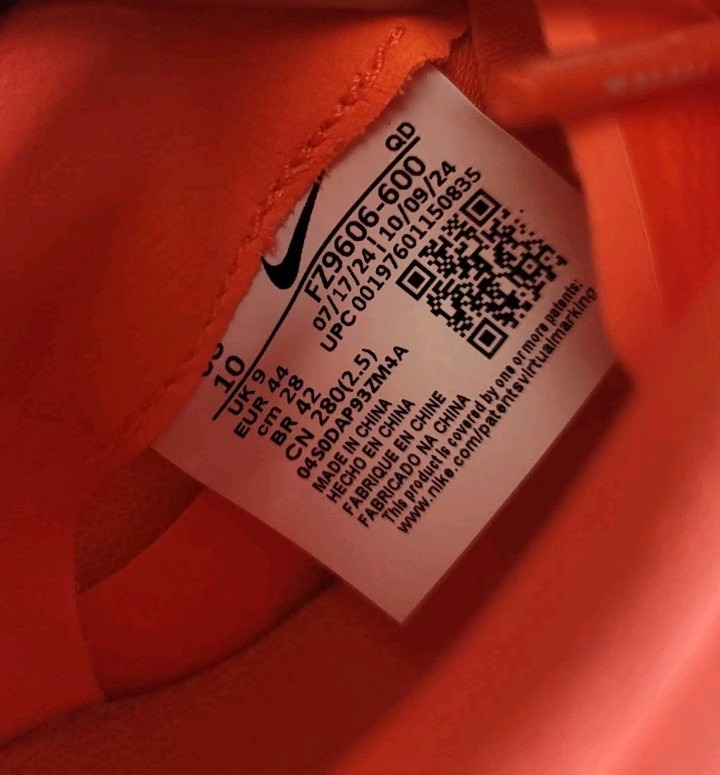 QD
FZ9606-600
07/17/24 | 10/09/24
UPC 00197601150835
10
UK 9
EUR 44
cm 28
BR 42
CN 280(2.5)
MADE IN CHINA
HECHO EN CHINA
FABRIQUE EN CHINE
FABRICADO NA CHINA
This product is covered by one or more patents:
www.nike.com/patentsvirtualmarking